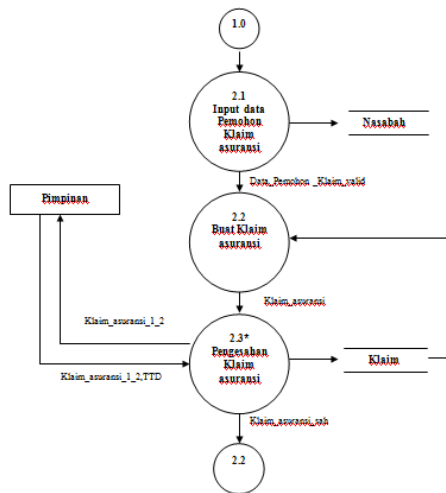 1.0
2.1
Input data
Pemohon
Klaim
asuransi
Nasabah
Data_Pemohon _Klaim_valid
Pimpinan
2.2
Buat Klaim
asuransi
Klaim_asuransi
Klaim_asuransi_1_2
2.3*
Pengesahan
Klaim
asuransi
Klaim
Klaim_asuransi_1_2,TTD
Klaim_asuransi_sah
2.2